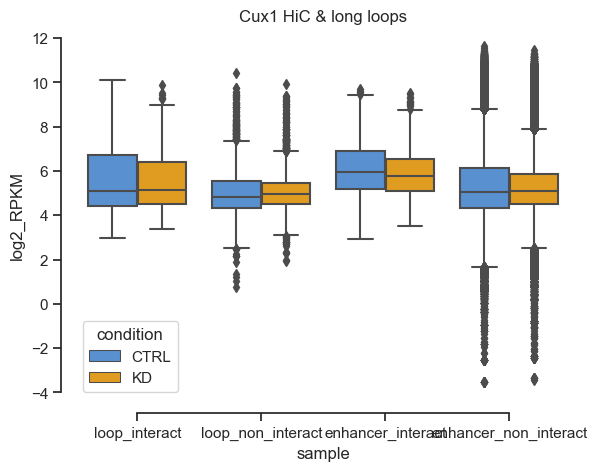 Cux1 HiC & long loops
12
10
8
6
4
2
0
−2
−4
log2_RPKM
condition
CTRL
KD
loop_interact
loop_non_interact
enhancer_interact
enhancer_non_interact
sample